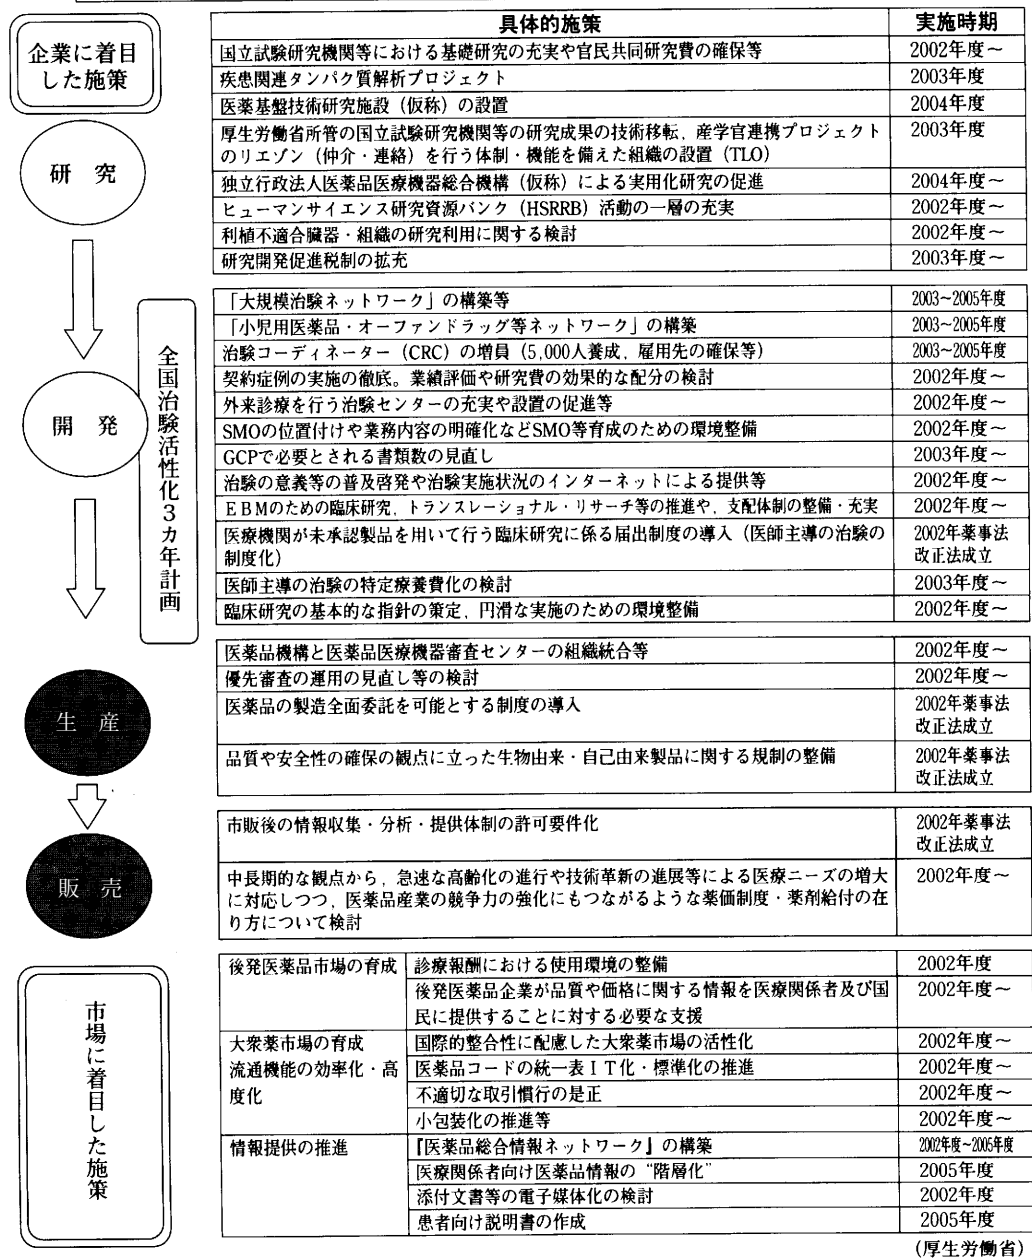 具体的施策 実施時期
企業に着目
した施策
国立試験研究機関等における基礎研究の充実や官民共同研究費の確保等 2002年度～
疾患関連タンパク質解析プロジェクト 2003年度
医薬基盤技術研究施設（仮称）の設置 2004年度
研 究
厚生労働省所管の国立試験研究機関等の研究成果の技術移転，産学官連携プロジェクト 2003年度
のリエゾン（仲介・連絡）を行う体制・機能を備えた組織の設置（TLO）
独立行政法人医薬品医療機器総合機構（仮称）による実用化研究の促進 2004年度～
ヒューマンサイエンス研究資源バンク（HSRRB）活動の一層の充実 2002年度～
利植不適合臓器・組織の研究利用に関する検討 2002年度～
研究開発促進税制の拡充 2003年度～
全国治験活性化3カ年計画
開 発
「大規模治験ネットワーク」の構築等 2003～2005年度
「小児用医薬品・オーファンドラッグ等ネットワーク」の構築 2003～2005年度
治験コーディネーター（CRC）の増員（5,000人養成，雇用先の確保等） 2003～2005年度
契約症例の実施の徹底。業績評価や研究費の効果的な配分の検討 2002年度～
外来診療を行う治験センターの充実や設置の促進等 2002年度～
SMOの位置付けや業務内容の明確化などSMO等育成のための環境整備 2002年度～
GCPで必要とされる書類数の見直し 2003年度～
治験の意義等の普及啓発や治験実施状況のインターネットによる提供等 2002年度～
EBMのための臨床研究，トランスレーショナル・リサーチ等の推進や，支配体制の整備・充実 2002年度～
医療機関が未承認製品を用いて行う臨床研究に係る届出制度の導入（医師主導の治験の 2002年薬事法
制度化） 改正法成立
医師主導の治験の特定療養費化の検討 2003年度～
臨床研究の基本的な指針の策定，円滑な実施のための環境整備 2002年度～
生 産
医薬品機構と医薬品医療機器審査センターの組織統合等 2002年度～
優先審査の運用の見直し等の検討 2002年度～
医薬品の製造全面委託を可能とする制度の導入 2002年薬事法
改正法成立
品質や安全性の確保の観点に立った生物由来・自己由来製品に関する規制の整備 2002年薬事法
改正法成立
販 売
市販後の情報収集・分析・提供体制の許可要件化 2002年薬事法
改正法成立
中長期的な観点から，急速な高齢化の進行や技術革新の進展等による医療ニーズの増大 2002年度～
に対応しつつ，医薬品産業の競争力の強化にもつながるような薬価制度・薬剤給付の在
り方について検討
市場に着目した施策
後発医薬品市場の育成 診療報酬における使用環境の整備 2002年度
後発医薬品企業が品質や価格に関する情報を医療関係者及び国 2002年度～
民に提供することに対する必要な支援
大衆薬市場の育成 国際的整合性に配慮した大衆薬市場の活性化 2002年度～
流通機能の効率化・高 医薬品コードの統一表IT化・標準化の推進 2002年度～
度化 不適切な取引慣行の是正 2002年度～
小包装化の推進等 2002年度～
情報提供の推進 『医薬品総合情報ネットワーク』の構築 2002年度～2005年度
医療関係者向け医薬品情報の“階層化” 2005年度
添付文書等の電子媒体化の検討 2002年度
患者向け説明書の作成 2005年度
（厚生労働省）